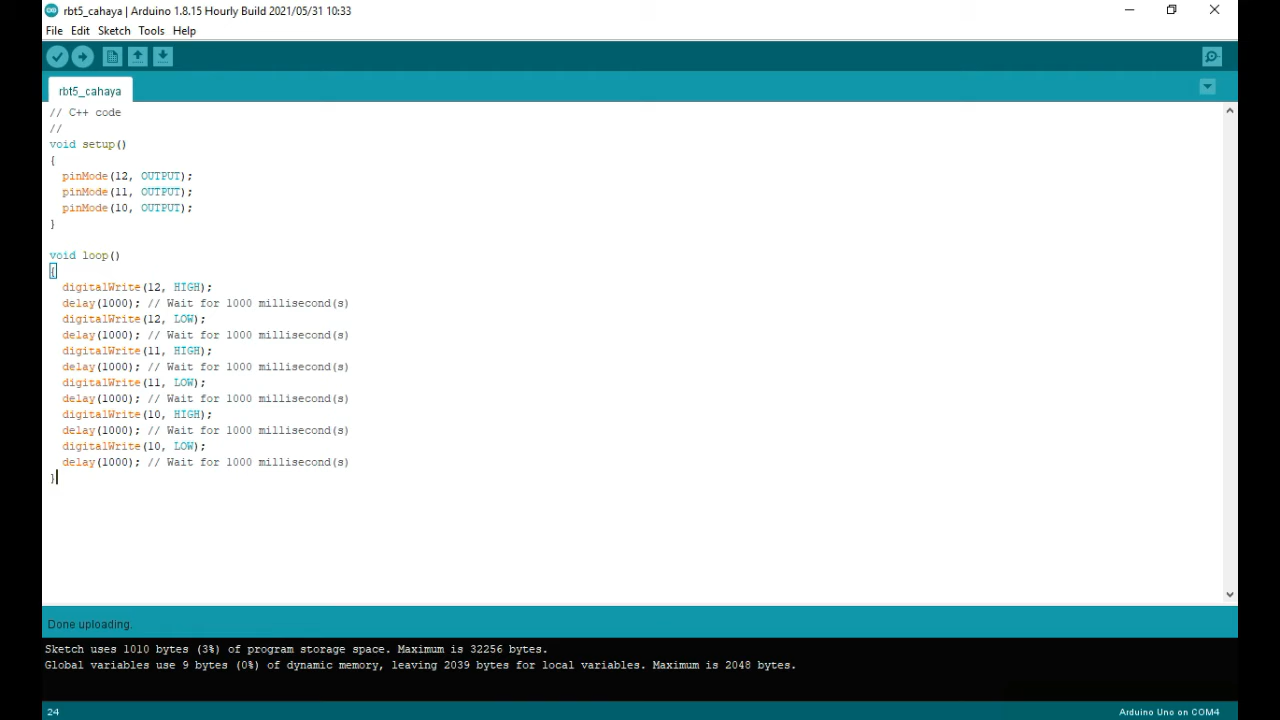 rbt5_cahaya | Arduino 1.8.15 Hourly Build 2021/05/31 10:33
File Edit Sketch Tools Help
rbt5_cahaya
// C++ code
//
void setup()
{
  pinMode(12, OUTPUT);
  pinMode(11, OUTPUT);
  pinMode(10, OUTPUT);
}

void loop()
{
  digitalWrite(12, HIGH);
  delay(1000); // Wait for 1000 millisecond(s)
  digitalWrite(12, LOW);
  delay(1000); // Wait for 1000 millisecond(s)
  digitalWrite(11, HIGH);
  delay(1000); // Wait for 1000 millisecond(s)
  digitalWrite(11, LOW);
  delay(1000); // Wait for 1000 millisecond(s)
  digitalWrite(10, HIGH);
  delay(1000); // Wait for 1000 millisecond(s)
  digitalWrite(10, LOW);
  delay(1000); // Wait for 1000 millisecond(s)
}
Done uploading.
Sketch uses 1010 bytes (3%) of program storage space. Maximum is 32256 bytes.
Global variables use 9 bytes (0%) of dynamic memory, leaving 2039 bytes for local variables. Maximum is 2048 bytes.
24 Arduino Uno on COM4